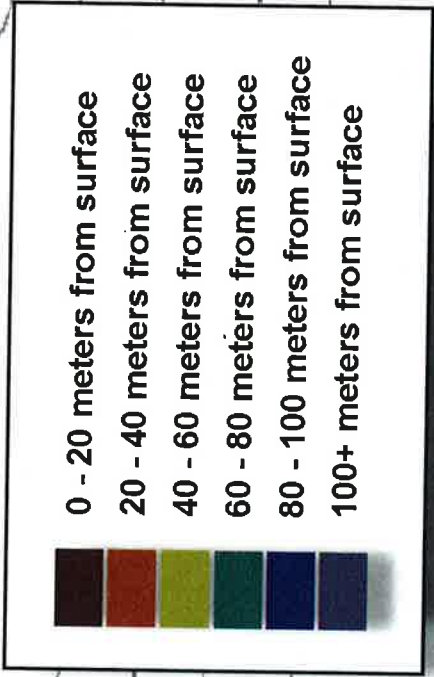 0 - 20 meters from surface
20 - 40 meters from surface
40 - 60 meters from surface
60 - 80 meters from surface
80 - 100 meters from surface
100+ meters from surface